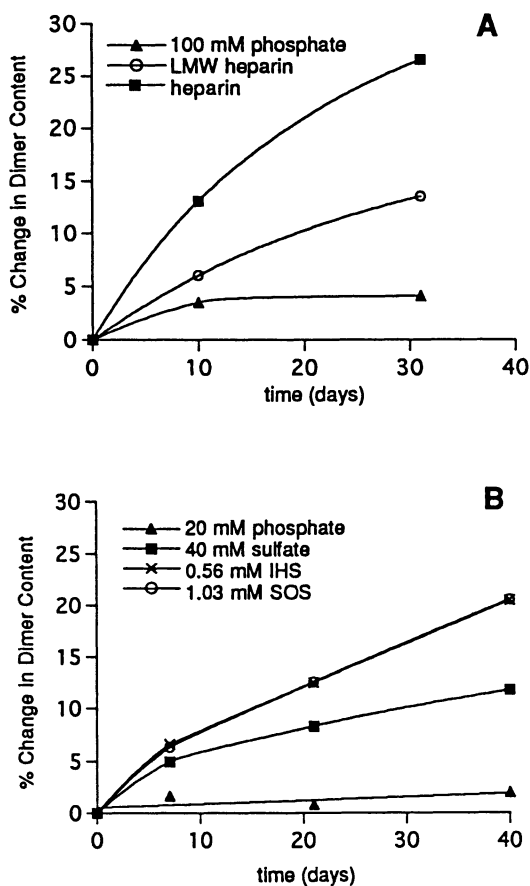 A
30
25
20
15
10
5
0
% Change in Dimer Content
100 mM phosphate
LMW heparin
heparin
0 10 20 30 40
time (days)
B
30
25
20
15
10
5
0
% Change in Dimer Content
20 mM phosphate
40 mM sulfate
0.56 mM IHS
1.03 mM SOS
0 10 20 30 40
time (days)